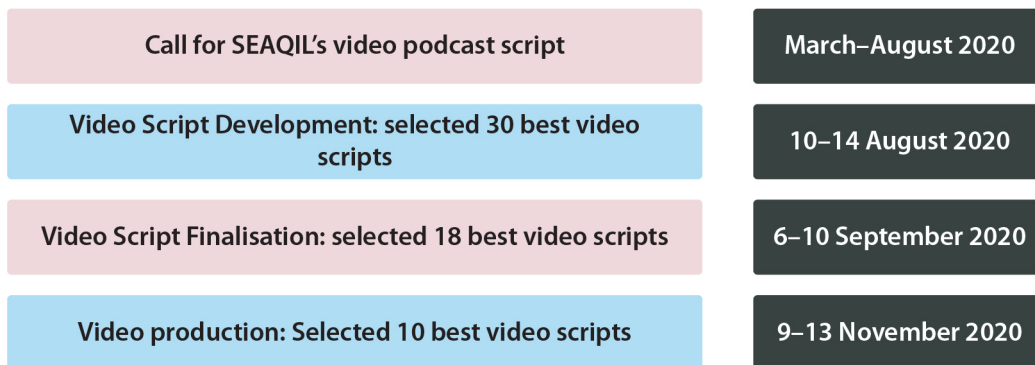 Call for SEAQIL's video podcast script
March–August 2020
Video Script Development: selected 30 best video
scripts
10–14 August 2020
Video Script Finalisation: selected 18 best video scripts
6–10 September 2020
Video production: Selected 10 best video scripts
9–13 November 2020